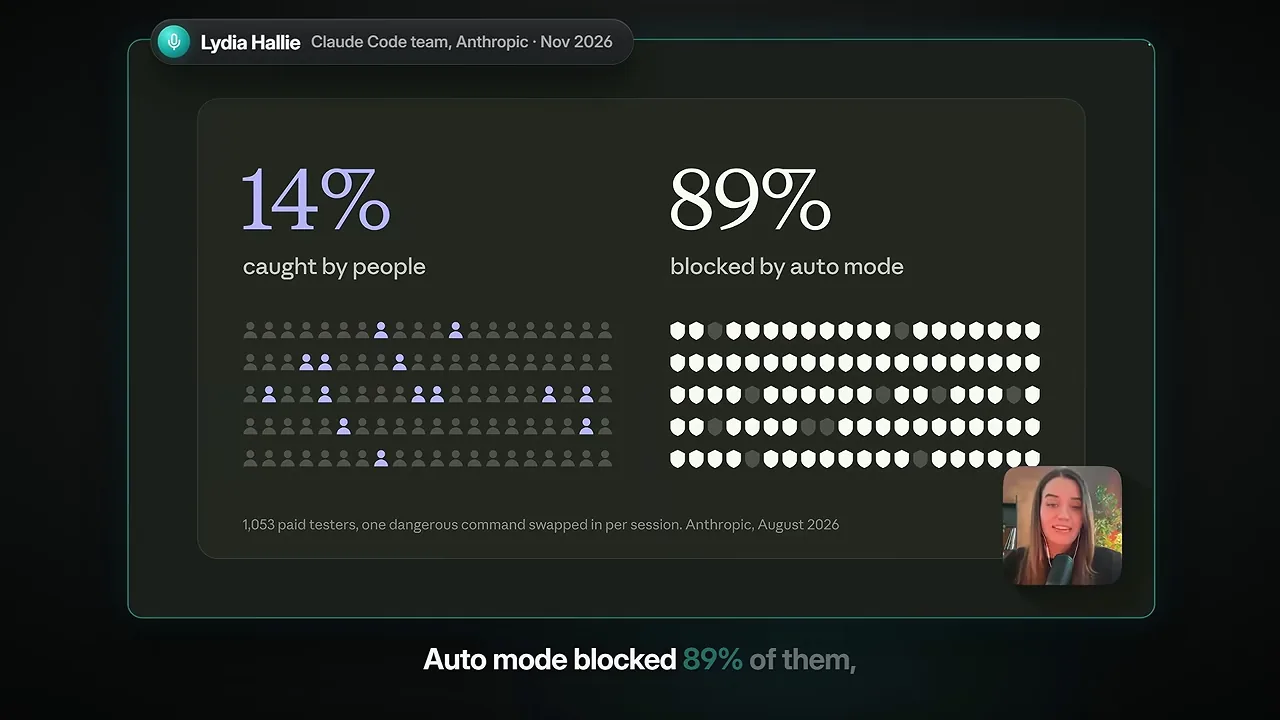 Lydia Hallie Claude Code team, Anthropic · Nov 2026
14%
caught by people
89%
blocked by auto mode
1,053 paid testers, one dangerous command swapped in per session. Anthropic, August 2026
Auto mode blocked 89% of them,